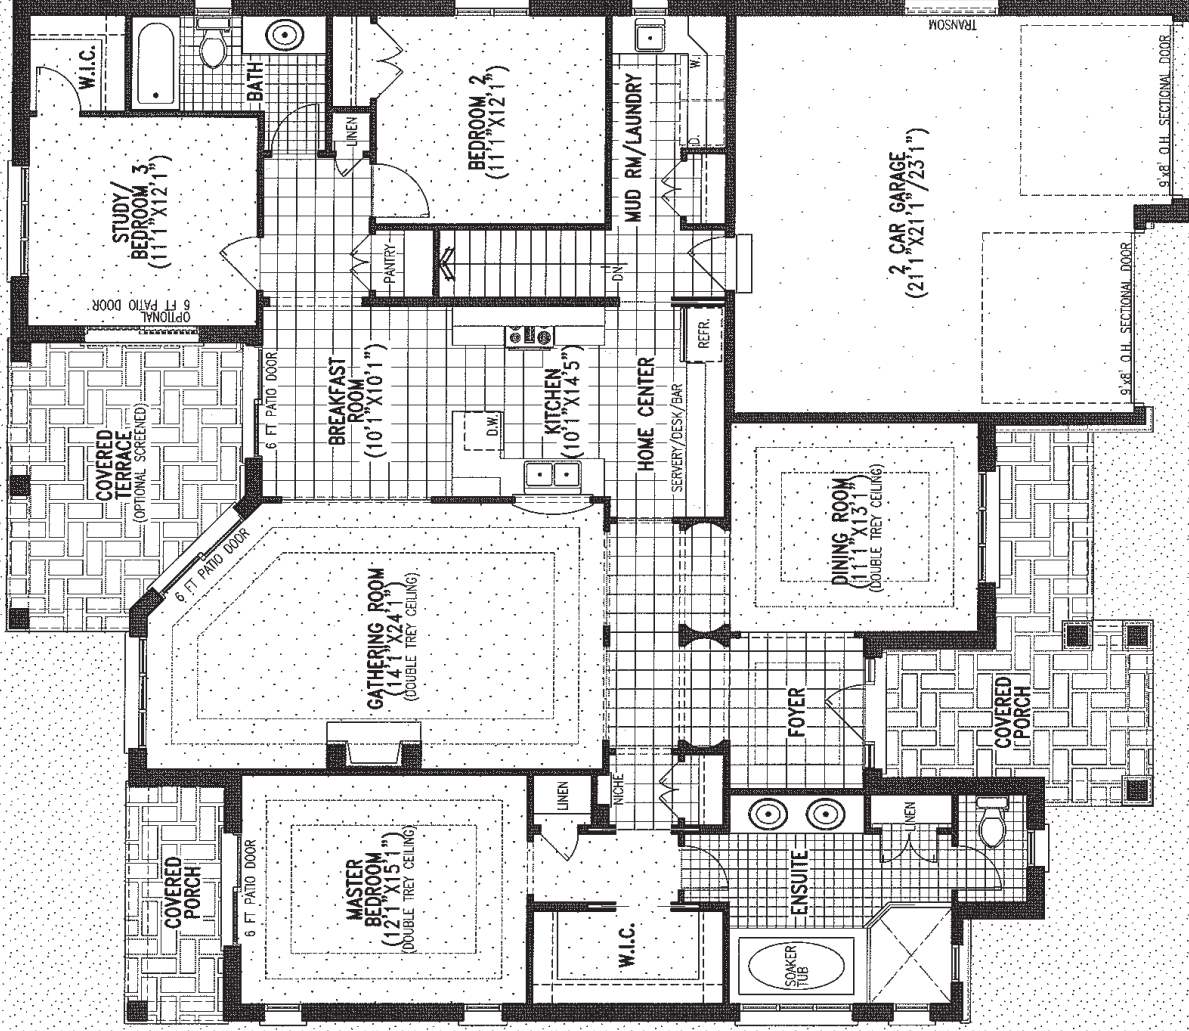 TRANSOM
W.I.C.
BATH
LINEN
BEDROOM 2
(11'1"X12'1")
MUD RM/LAUNDRY
W.
D.
2 CAR GARAGE
(21'1"X21'1"/23'1")
9'x8' O.H. SECTIONAL DOOR
9'x8' O.H. SECTIONAL DOOR
STUDY/
BEDROOM 3
(11'1"X12'1")
OPTIONAL
6 FT PATIO DOOR
PANTRY
DN.
COVERED
TERRACE
(OPTIONAL SCREENED)
6 FT PATIO DOOR
BREAKFAST
ROOM
(10'1"X10'1")
D.W.
KITCHEN
(10'1"X14'5")
HOME CENTER
REFR.
SERVERY/DESK/BAR
6 FT PATIO DOOR
GATHERING ROOM
(14'1"X24'1")
(DOUBLE TREY CEILING)
DINING ROOM
(11'1"X13'1")
(DOUBLE TREY CEILING)
FOYER
COVERED
PORCH
COVERED
PORCH
6 FT PATIO DOOR
MASTER
BEDROOM
(12'1"X15'1")
(DOUBLE TREY CEILING)
LINEN
NICHE
W.I.C.
ENSUITE
LINEN
SOAKER
TUB